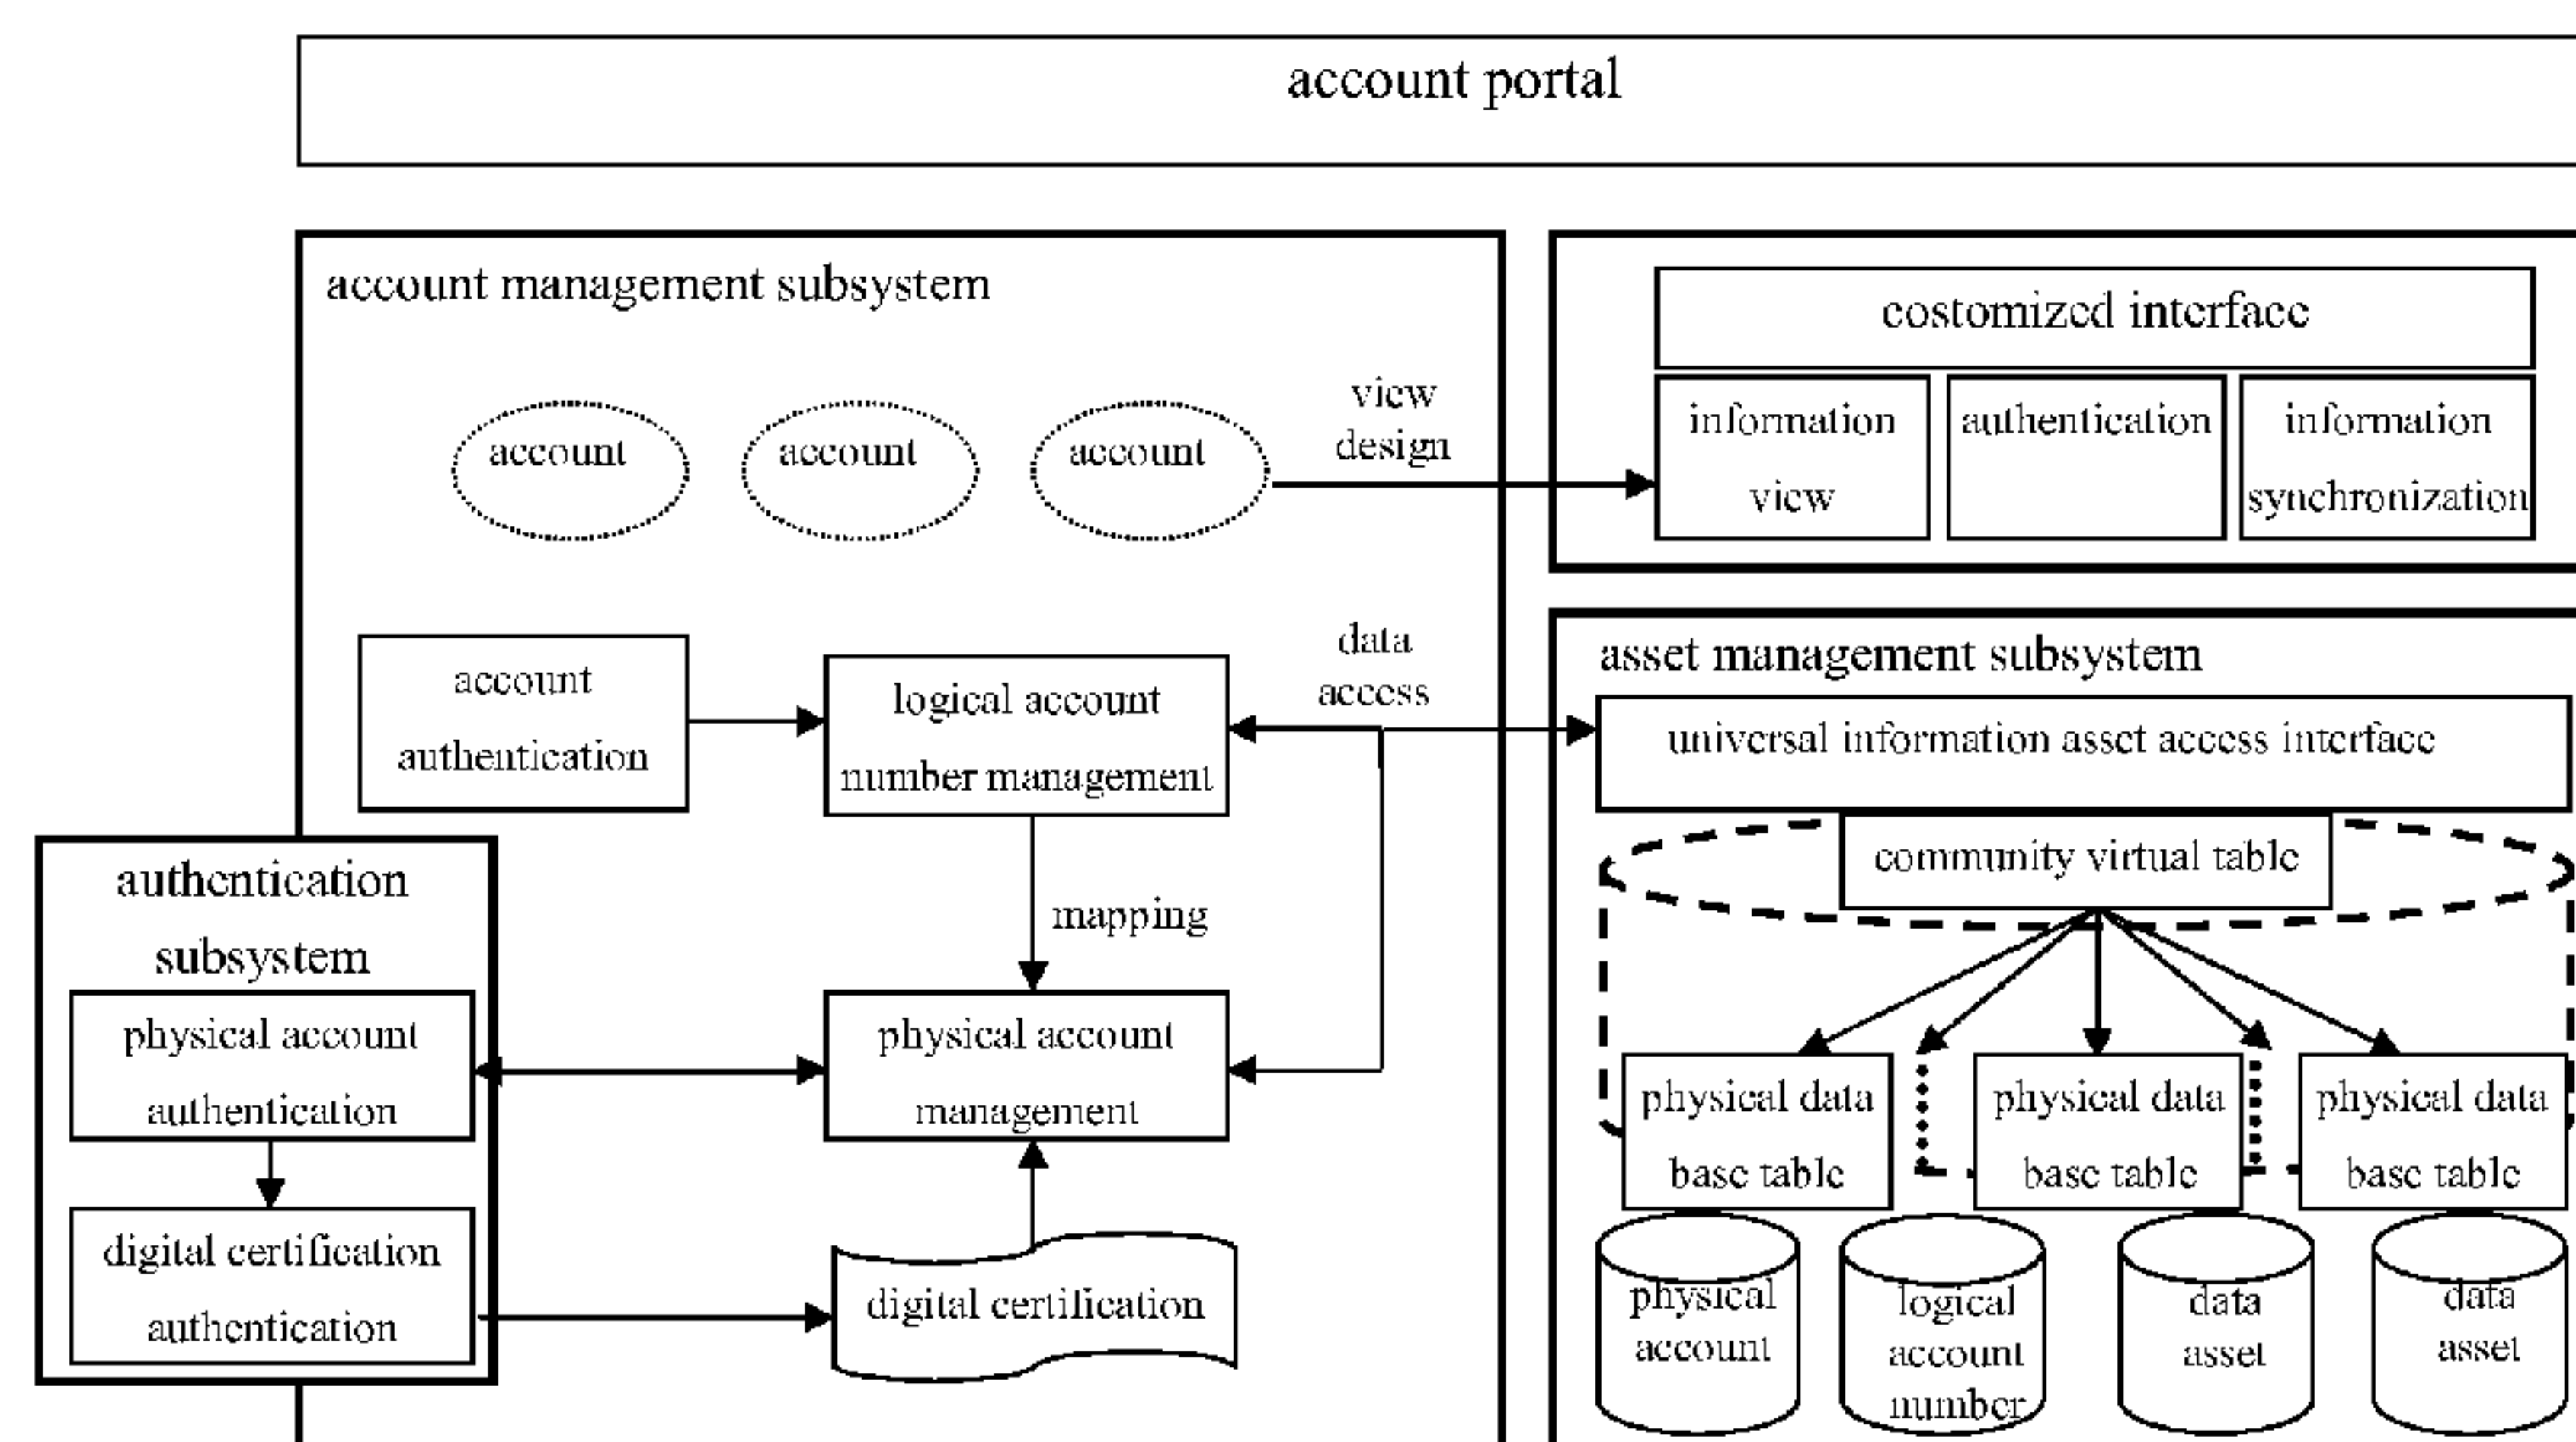 account portal
account management subsystem
account
account
account
view
design
costomized interface
information
view
authentication
information
synchronization
account
authentication
logical account
number management
data
access
mapping
physical account
management
digital certification
authentication
subsystem
physical account
authentication
digital certification
authentication
asset management subsystem
universal information asset access interface
community virtual table
physical data
base table
physical data
base table
physical data
base table
physical
account
logical
account
number
data
asset
data
asset